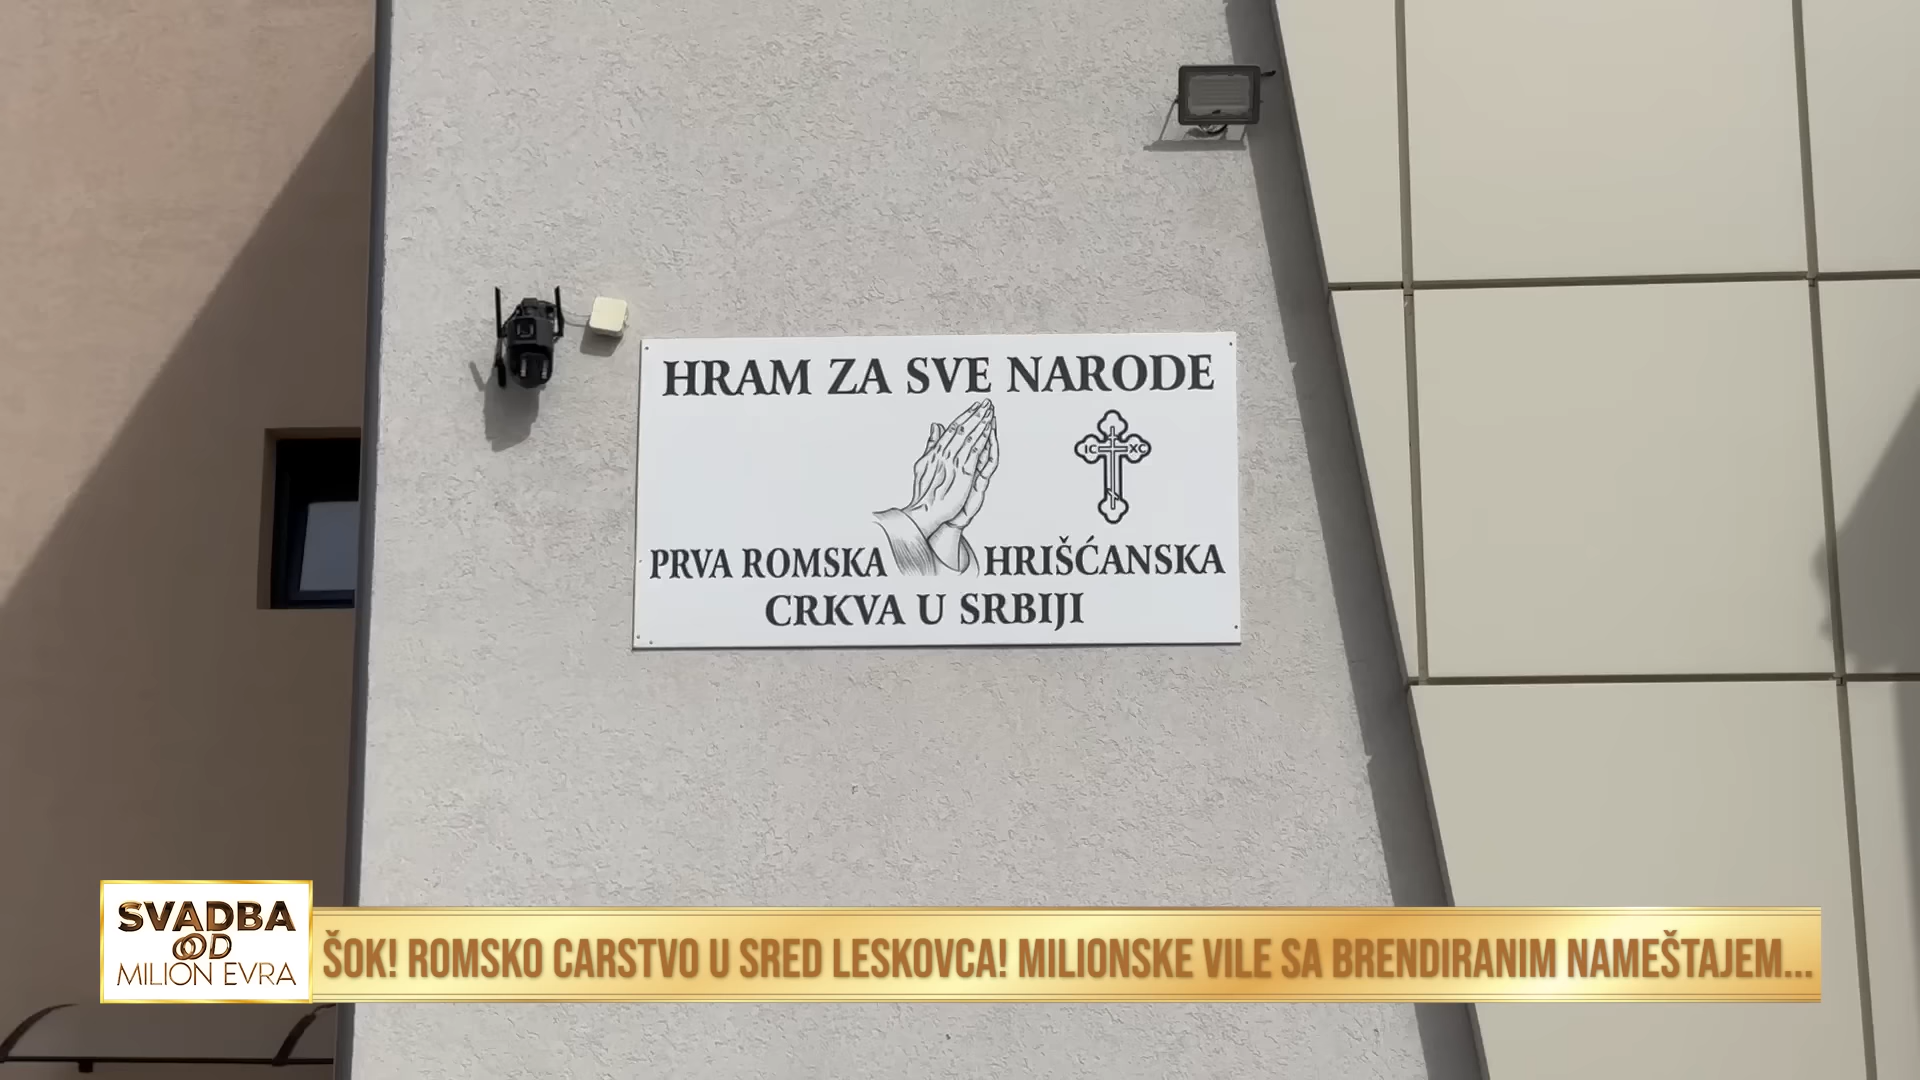 HRAM ZA SVE NARODE
IC XC
PRVA ROMSKA HRIŠĆANSKA
CRKVA U SRBIJI
SVADBA
OD
MILION EVRA
ŠOK! ROMSKO CARSTVO U SRED LESKOVCA! MILIONSKE VILE SA BRENDIRANIM NAMEŠTAJEM...